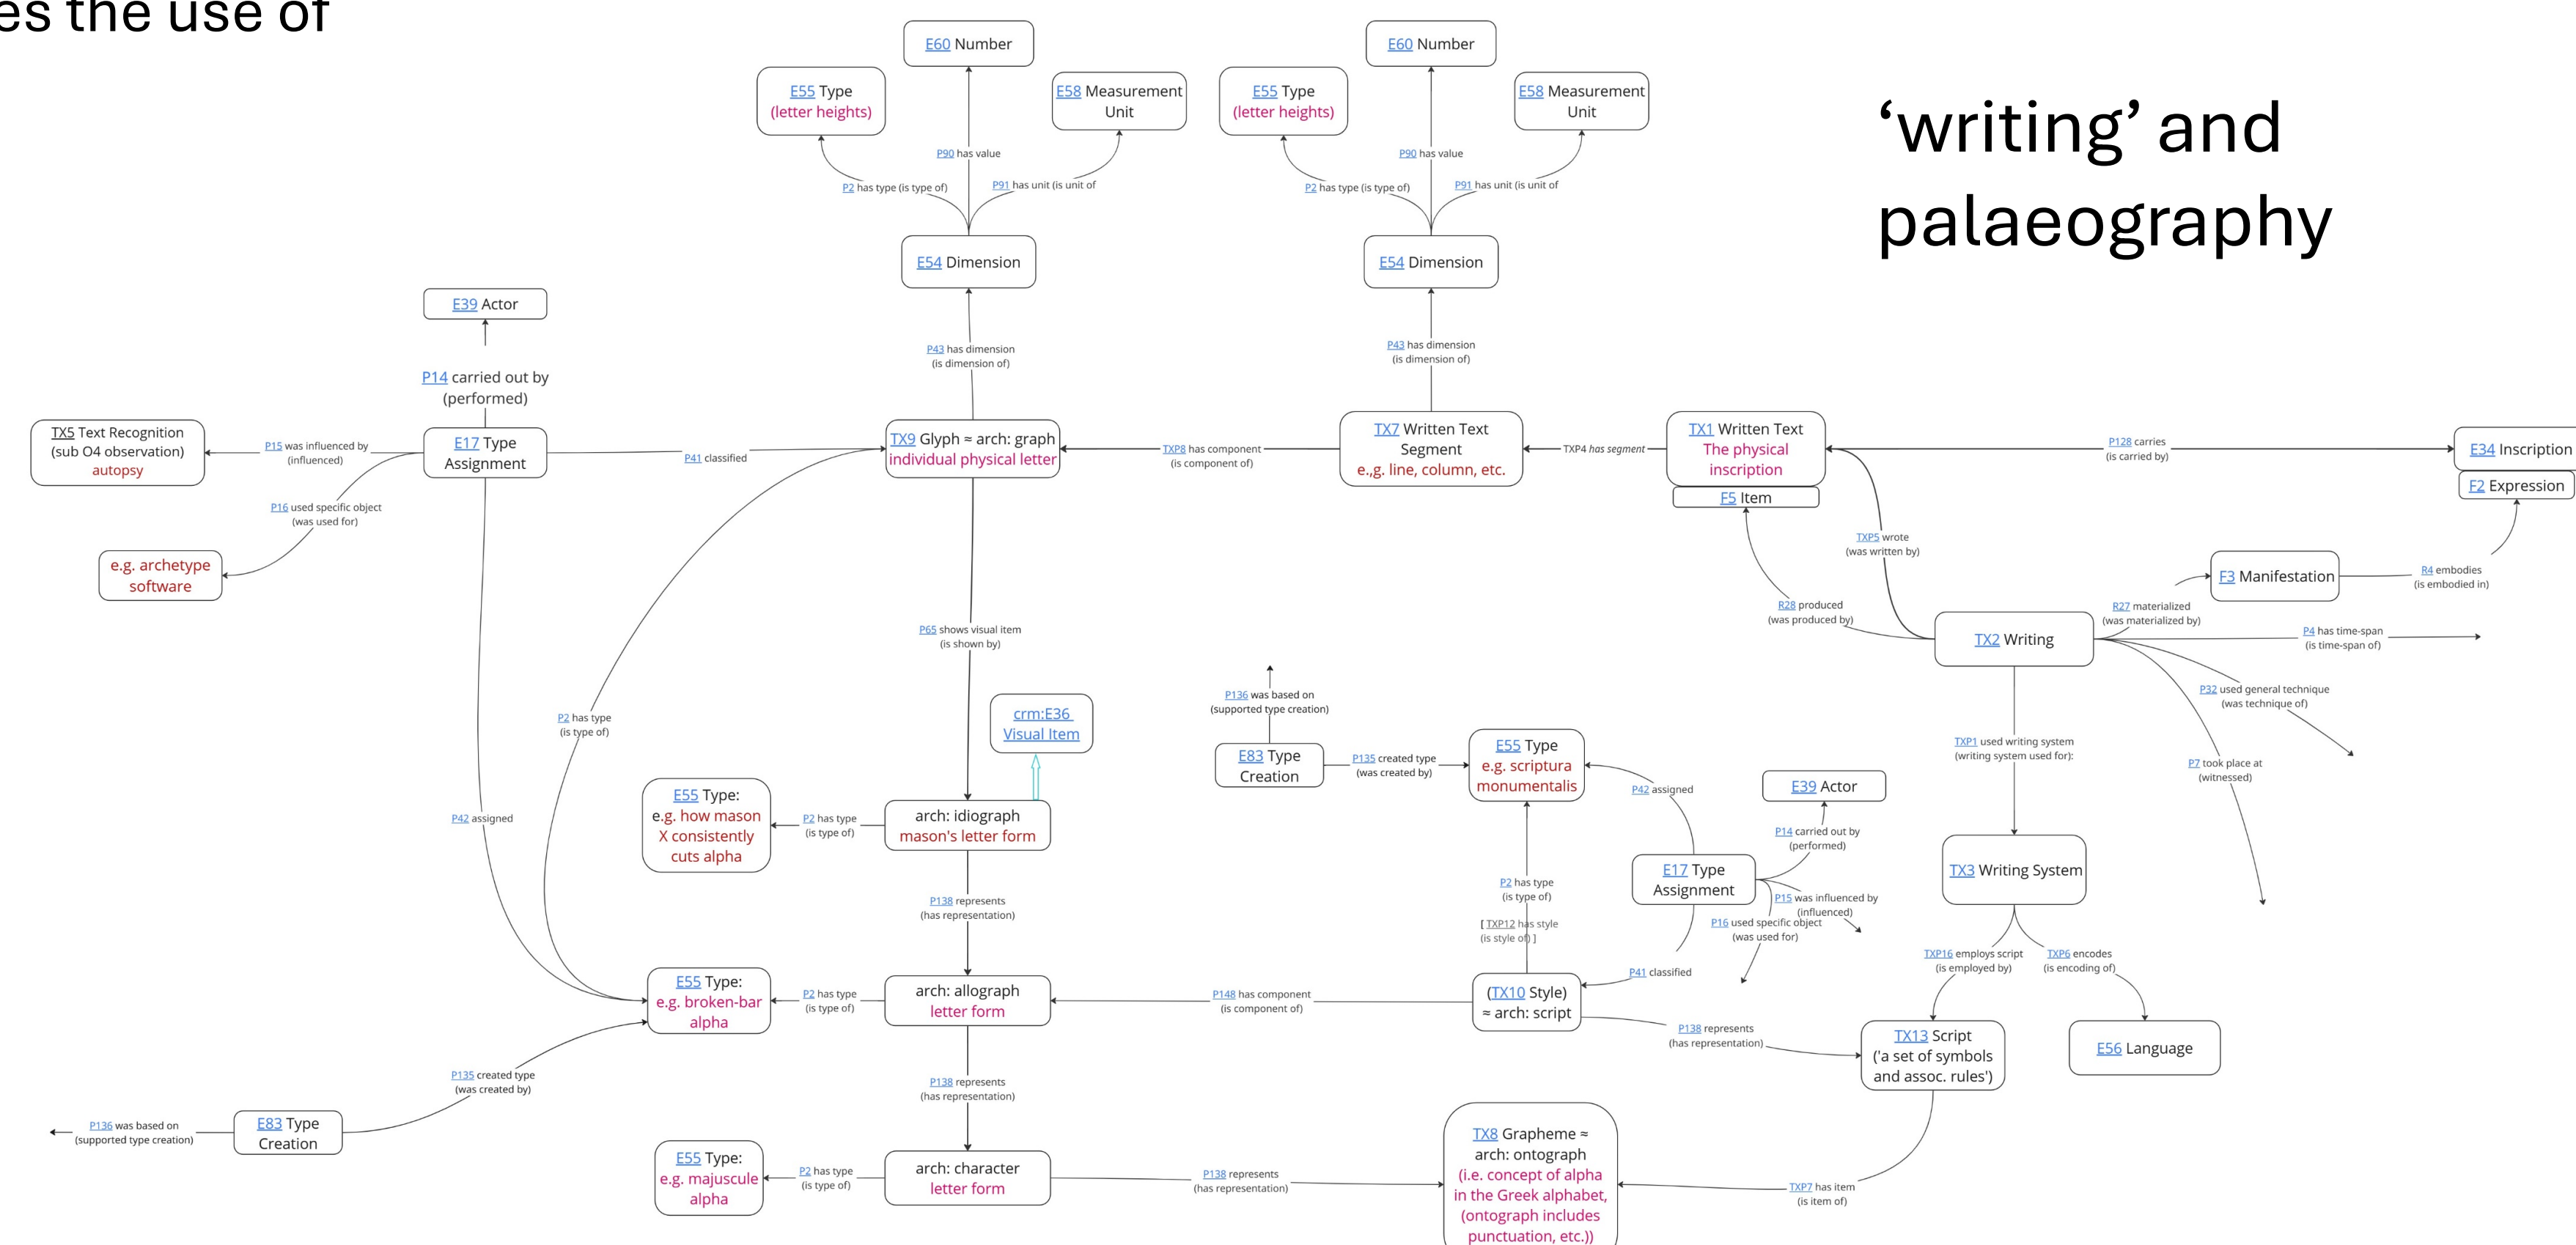 es the use of
‘writing’ and
palaeography
E60 Number
E55 Type
(letter heights)
E58 Measurement
Unit
P90 has value
P2 has type (is type of)
P91 has unit (is unit of
E54 Dimension
P43 has dimension
(is dimension of)
E60 Number
E55 Type
(letter heights)
E58 Measurement
Unit
P90 has value
P2 has type (is type of)
P91 has unit (is unit of
E54 Dimension
P43 has dimension
(is dimension of)
E39 Actor
P14 carried out by
(performed)
TX5 Text Recognition
(sub O4 observation)
autopsy
P15 was influenced by
(influenced)
E17 Type
Assignment
P41 classified
P16 used specific object
(was used for)
e.g. archetype
software
TX9 Glyph ≈ arch: graph
individual physical letter
TXP8 has component
(is component of)
TX7 Written Text
Segment
e.,g. line, column, etc.
TXP4 has segment
TX1 Written Text
The physical
inscription
F5 Item
P128 carries
(is carried by)
E34 Inscription
F2 Expression
TXP5 wrote
(was written by)
R28 produced
(was produced by)
F3 Manifestation
R4 embodies
(is embodied in)
R27 materialized
(was materialized by)
TX2 Writing
P4 has time-span
(is time-span of)
P32 used general technique
(was technique of)
P7 took place at
(witnessed)
TXP1 used writing system
(writing system used for):
P65 shows visual item
(is shown by)
P2 has type
(is type of)
crm:E36
Visual Item
P42 assigned
E55 Type:
e.g. how mason
X consistently
cuts alpha
P2 has type
(is type of)
arch: idiograph
mason's letter form
P138 represents
(has representation)
P136 was based on
(supported type creation)
E83 Type
Creation
P135 created type
(was created by)
E55 Type
e.g. scriptura
monumentalis
P42 assigned
E39 Actor
P14 carried out by
(performed)
E17 Type
Assignment
P15 was influenced by
(influenced)
P16 used specific object
(was used for)
P2 has type
(is type of)
[ TXP12 has style
(is style of) ]
P41 classified
TX3 Writing System
TXP16 employs script
(is employed by)
TXP6 encodes
(is encoding of)
E55 Type:
e.g. broken-bar
alpha
P2 has type
(is type of)
arch: allograph
letter form
P148 has component
(is component of)
(TX10 Style)
≈ arch: script
P138 represents
(has representation)
TX13 Script
('a set of symbols
and assoc. rules')
E56 Language
P135 created type
(was created by)
P138 represents
(has representation)
P136 was based on
(supported type creation)
E83 Type
Creation
E55 Type:
e.g. majuscule
alpha
P2 has type
(is type of)
arch: character
letter form
P138 represents
(has representation)
TX8 Grapheme ≈
arch: ontograph
(i.e. concept of alpha
in the Greek alphabet,
(ontograph includes
punctuation, etc.))
TXP7 has item
(is item of)